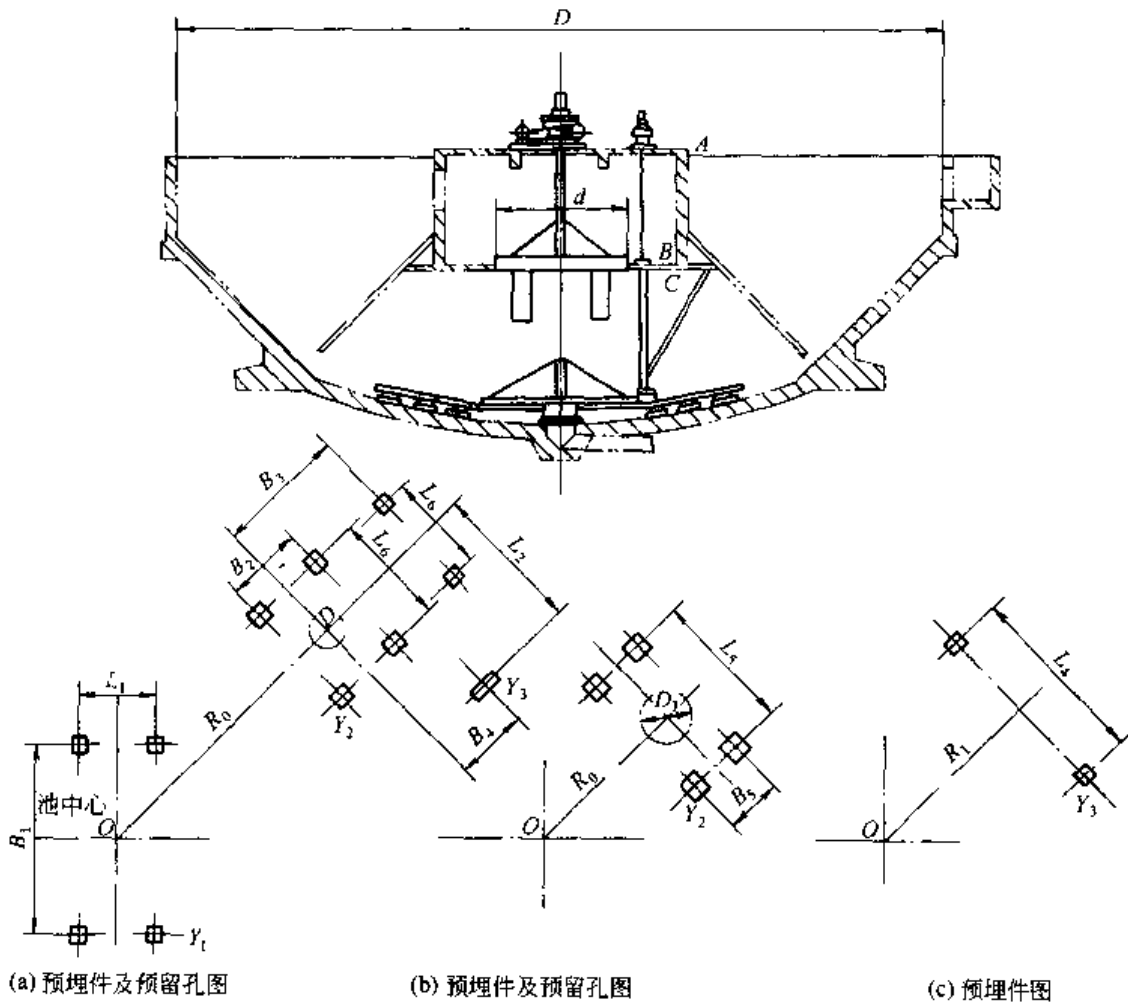 D
A
d
B
C
B₃
L₆
L₂
B₂
L₆
D
L₁
Y₃
L₅
L₄
R₀
Y₂
B₄
D₁
R₁
池中心
R₀
B₅
Y₃
B₁
O
O
Y₂
O
Y₁
(a) 预埋件及预留孔图
(b) 预埋件及预留孔图
(c) 预埋件图